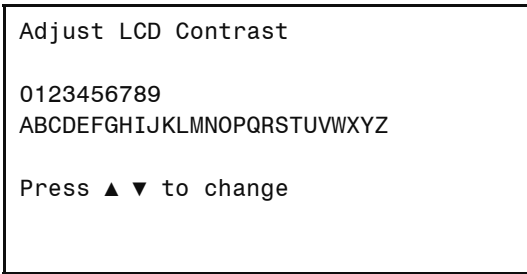 Adjust LCD Contrast
0123456789
ABCDEFGHIJKLMNOPQRSTUVWXYZ
Press ▲ ▼ to change